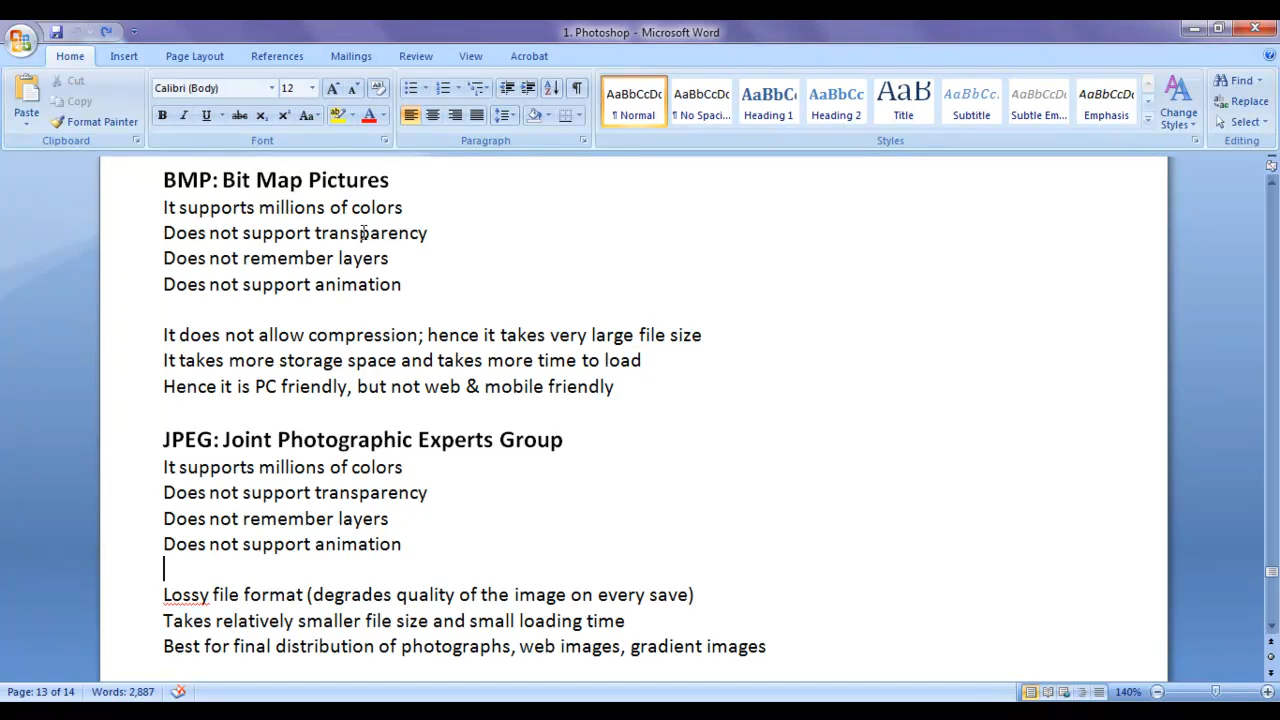 1. Photoshop - Microsoft Word
Home Insert Page Layout References Mailings Review View Acrobat
Paste
Cut
Copy
Format Painter
Clipboard
Calibri (Body) 12
Font
Paragraph
AaBbCcDc AaBbCcDc AaBbC AaBbCc AaB AaBbCc. AaBbCcDc AaBbCcDc
¶ Normal ¶ No Spaci... Heading 1 Heading 2 Title Subtitle Subtle Em... Emphasis
Change Styles
Styles
Find
Replace
Select
Editing
BMP: Bit Map Pictures
It supports millions of colors
Does not support transparency
Does not remember layers
Does not support animation
It does not allow compression; hence it takes very large file size
It takes more storage space and takes more time to load
Hence it is PC friendly, but not web & mobile friendly
JPEG: Joint Photographic Experts Group
It supports millions of colors
Does not support transparency
Does not remember layers
Does not support animation
Lossy file format (degrades quality of the image on every save)
Takes relatively smaller file size and small loading time
Best for final distribution of photographs, web images, gradient images
Page: 13 of 14 Words: 2,887 140%